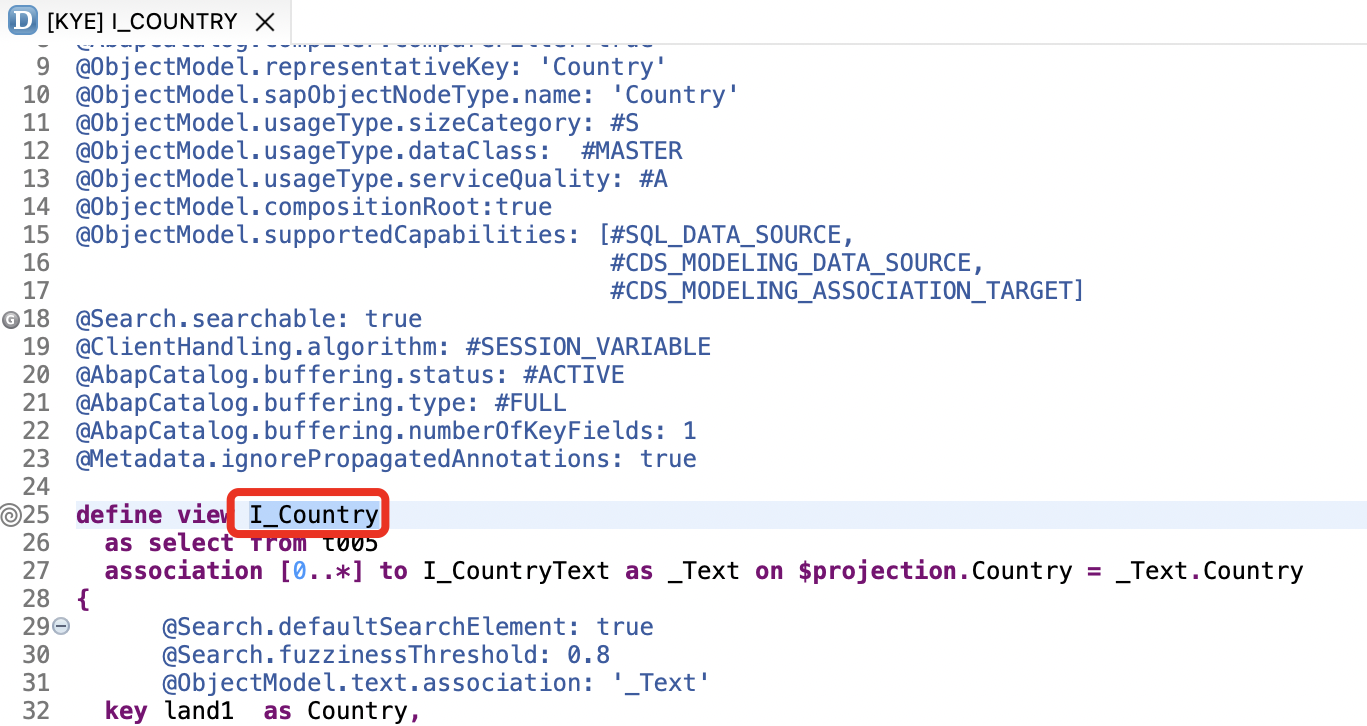 D [KYE] I_COUNTRY
9 @ObjectModel.representativeKey: 'Country'
10 @ObjectModel.sapObjectNodeType.name: 'Country'
11 @ObjectModel.usageType.sizeCategory: #S
12 @ObjectModel.usageType.dataClass:  #MASTER
13 @ObjectModel.usageType.serviceQuality: #A
14 @ObjectModel.compositionRoot:true
15 @ObjectModel.supportedCapabilities: [#SQL_DATA_SOURCE,
16 #CDS_MODELING_DATA_SOURCE,
17 #CDS_MODELING_ASSOCIATION_TARGET]
G 18 @Search.searchable: true
19 @ClientHandling.algorithm: #SESSION_VARIABLE
20 @AbapCatalog.buffering.status: #ACTIVE
21 @AbapCatalog.buffering.type: #FULL
22 @AbapCatalog.buffering.numberOfKeyFields: 1
23 @Metadata.ignorePropagatedAnnotations: true
24
25 define view I_Country
26 as select from t005
27 association [0..*] to I_CountryText as _Text on $projection.Country = _Text.Country
28 {
29 @Search.defaultSearchElement: true
30 @Search.fuzzinessThreshold: 0.8
31 @ObjectModel.text.association: '_Text'
32 key land1  as Country,